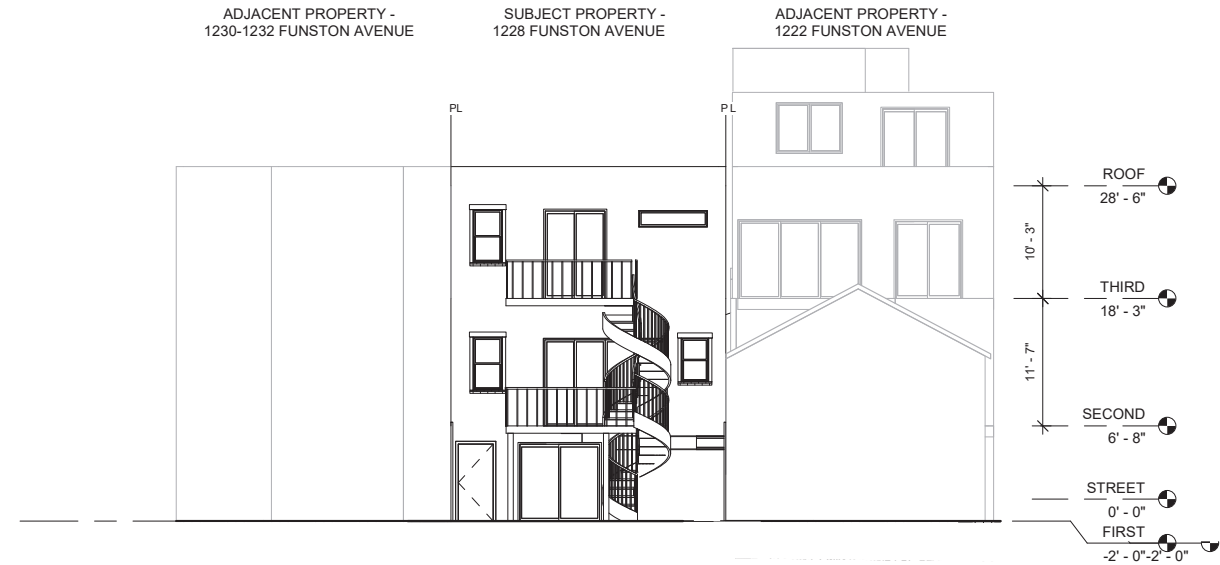 ADJACENT PROPERTY -
1230-1232 FUNSTON AVENUE
SUBJECT PROPERTY -
1228 FUNSTON AVENUE
ADJACENT PROPERTY -
1222 FUNSTON AVENUE
PL
PL
ROOF
28' - 6"
10' - 3"
THIRD
18' - 3"
11' - 7"
SECOND
6' - 8"
STREET
0' - 0"
FIRST
-2' - 0"-2' - 0"